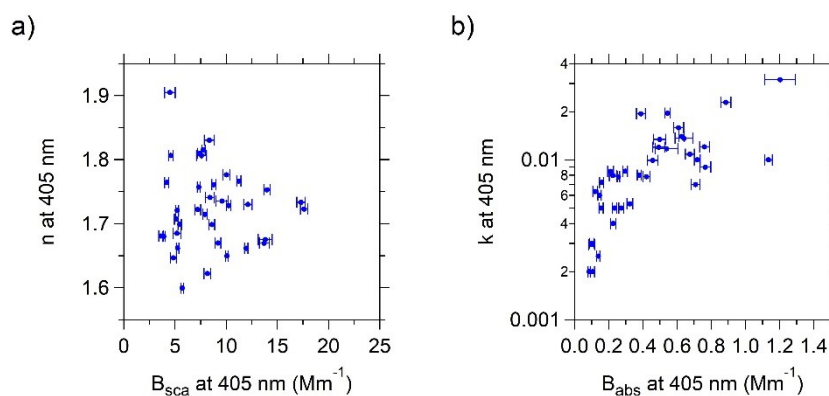 a)
n at 405 nm
1.9
1.8
1.7
1.6
0 5 10 15 20 25
B_sca at 405 nm (Mm^-1)
b)
k at 405 nm
4
2
0.01
8
6
4
2
0.001
0.0 0.2 0.4 0.6 0.8 1.0 1.2 1.4
B_abs at 405 nm (Mm^-1)